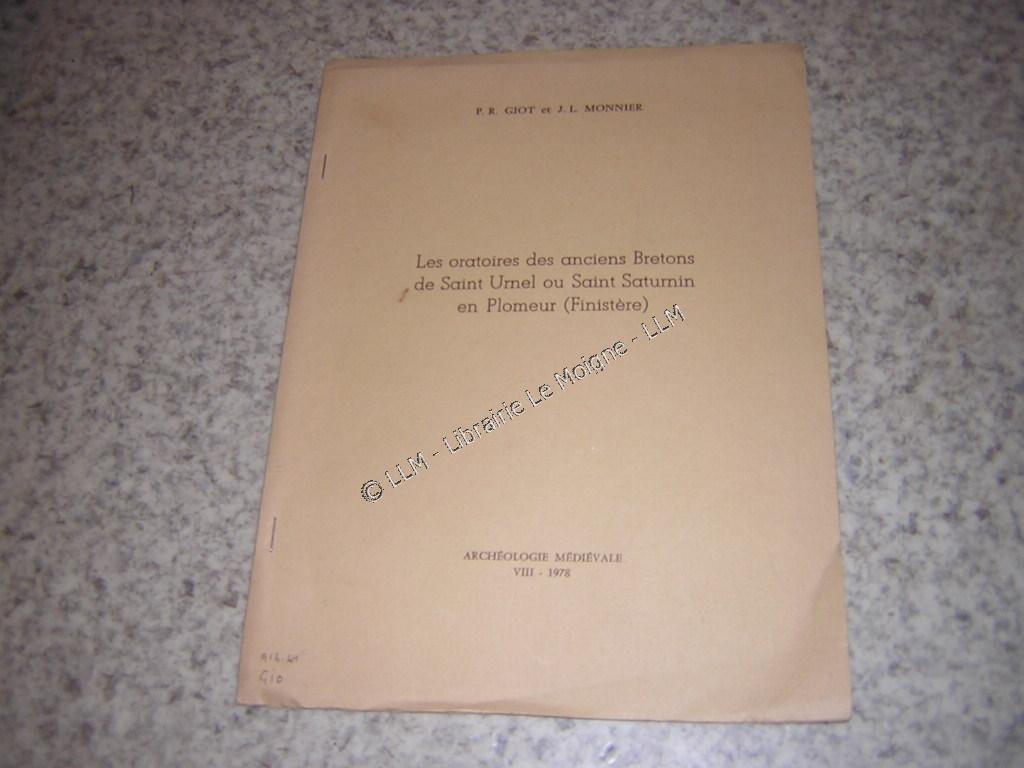 P. R. GIOT et J. L. MONNIER
Les oratoires des anciens Bretons
de Saint Urnel ou Saint Saturnin
en Plomeur (Finistère)
© LLM - Librairie Le Moigne - LLM
ARCHÉOLOGIE MÉDIÉVALE
VIII - 1978
Gio